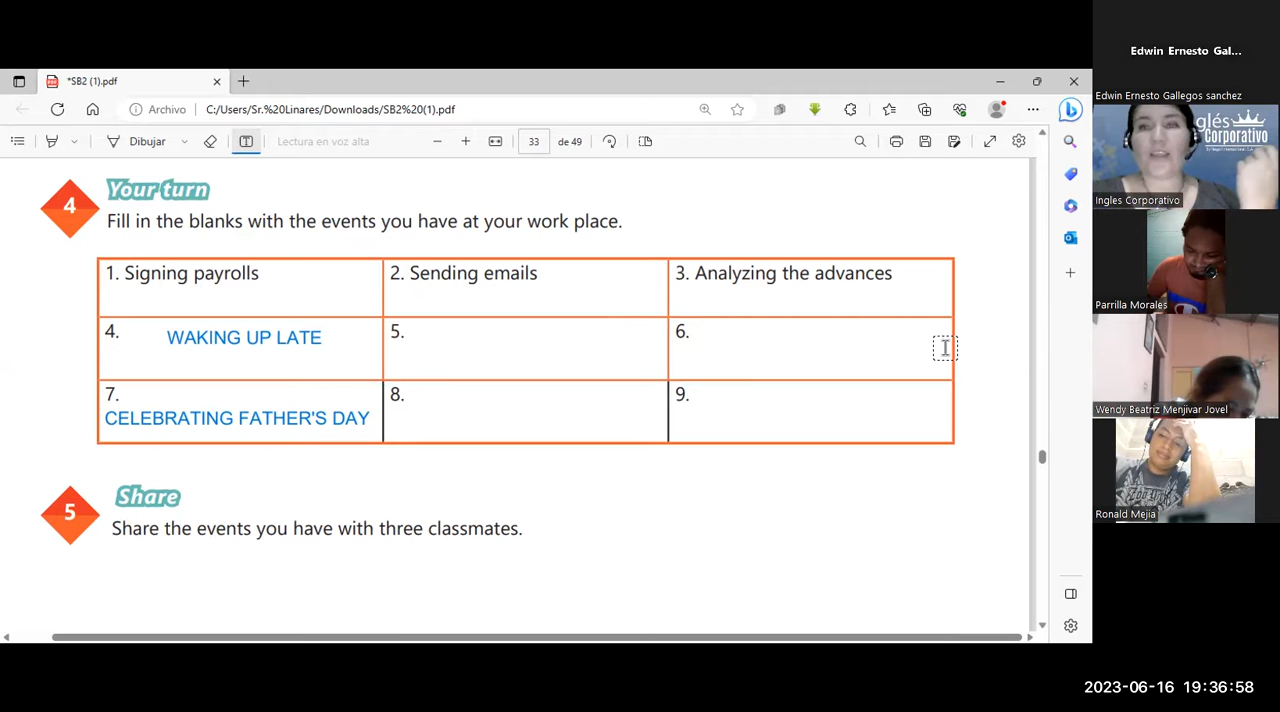 Edwin Ernesto Gal...
*SB2 (1).pdf
Archivo
C:/Users/Sr.%20Linares/Downloads/SB2%20(1).pdf
Edwin Ernesto Gallegos sanchez
Dibujar
Lectura en voz alta
33
de 49
glés
Corporativo
Ingles Corporativo
4
Your turn
Fill in the blanks with the events you have at your work place.
1. Signing payrolls
2. Sending emails
3. Analyzing the advances
4. WAKING UP LATE
5.
6.
7.
CELEBRATING FATHER'S DAY
8.
9.
Parrilla Morales
Wendy Beatriz Menjivar Jovel
Ronald Mejia
5
Share
Share the events you have with three classmates.
2023-06-16 19:36:58